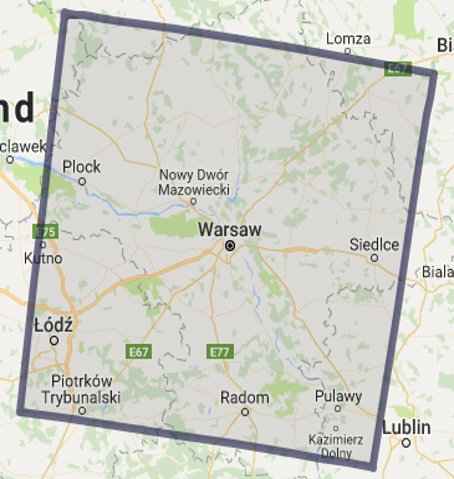 Lomza
Bi
E67
nd
clawek
Plock
Nowy Dwór
Mazowiecki
Warsaw
E75
Kutno
Siedlce
Biala
Łódź
E67
E77
Piotrków
Trybunalski
Radom
Pulawy
Kazimierz
Dolny
Lublin